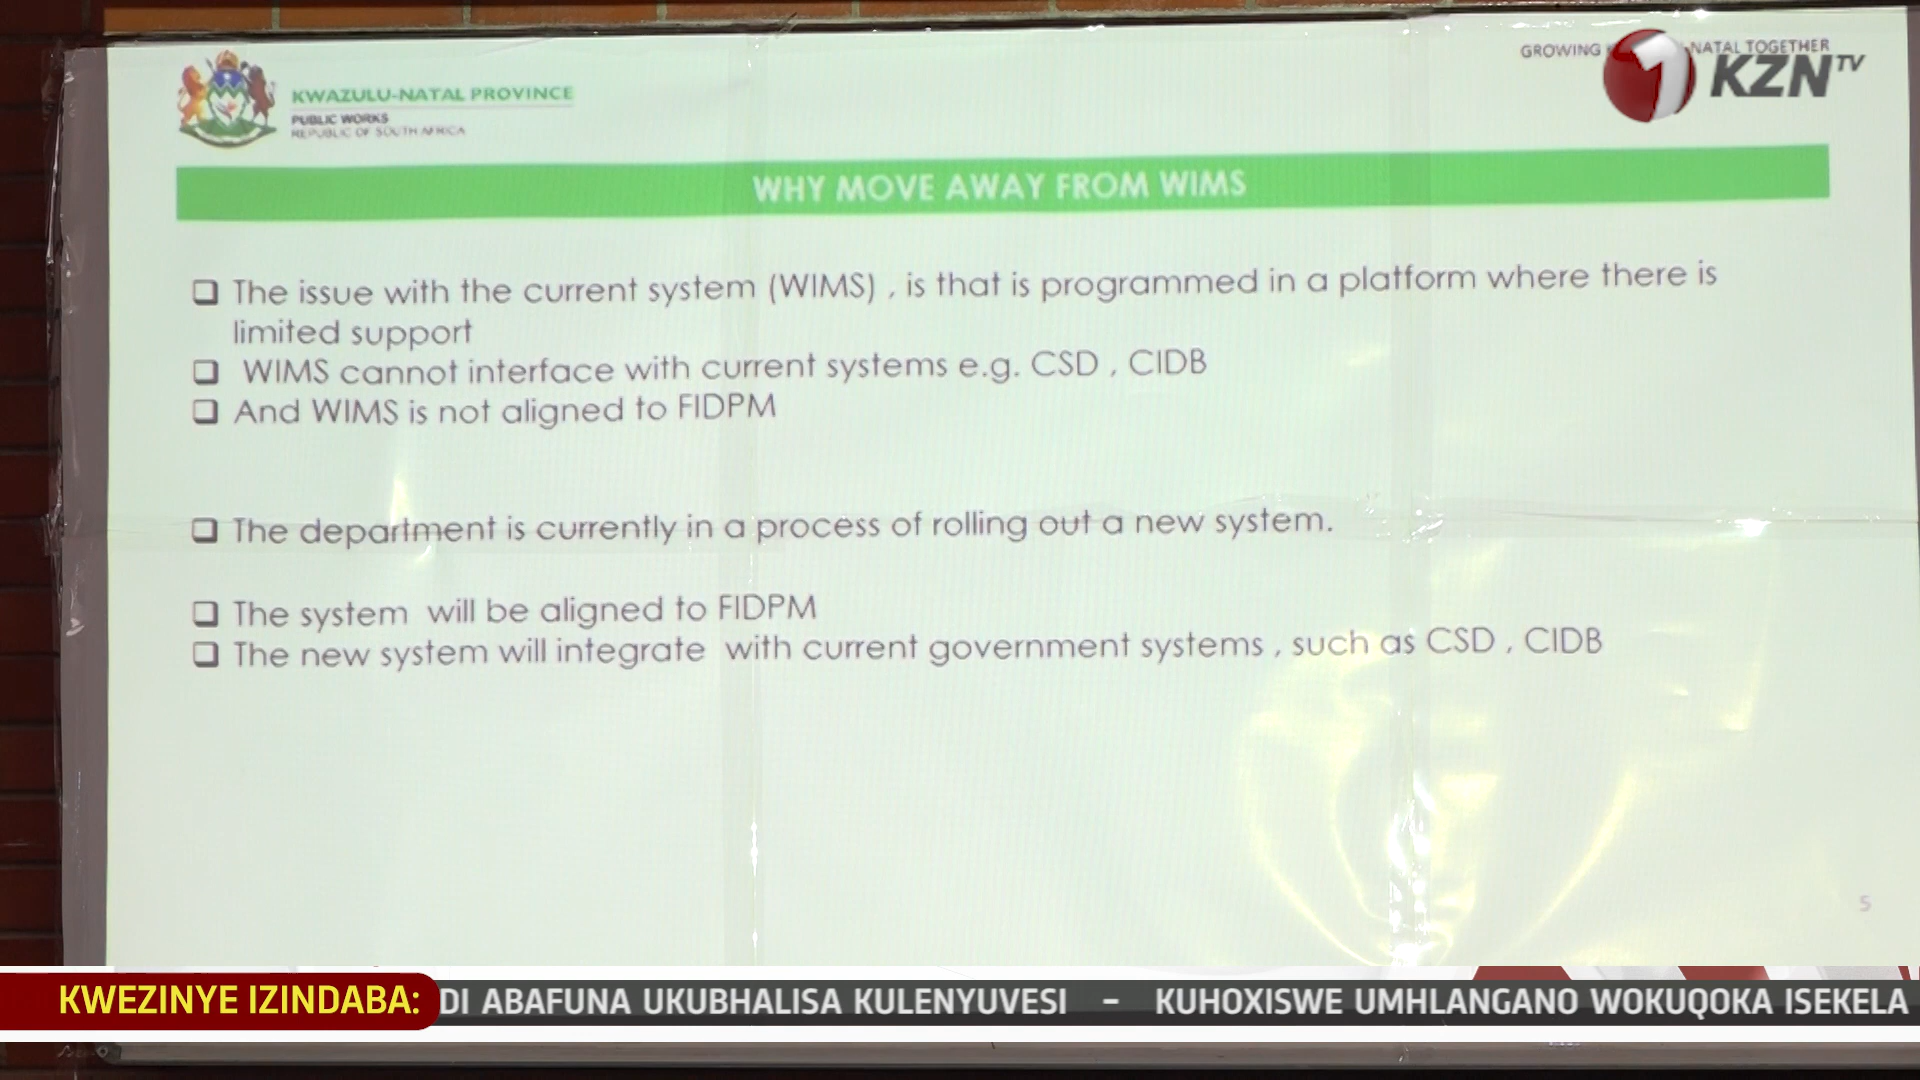 KWAZULU-NATAL PROVINCE
PUBLIC WORKS
REPUBLIC OF SOUTH AFRICA
GROWING NATAL TOGETHER
1KZN TV
WHY MOVE AWAY FROM WIMS
❑ The issue with the current system (WIMS) , is that is programmed in a platform where there is
limited support
❑ WIMS cannot interface with current systems e.g. CSD , CIDB
❑ And WIMS is not aligned to FIDPM
❑ The department is currently in a process of rolling out a new system.
❑ The system will be aligned to FIDPM
❑ The new system will integrate with current government systems , such as CSD , CIDB
5
KWEZINYE IZINDABA: DI ABAFUNA UKUBHALISA KULENYUVESI – KUHOXISWE UMHLANGANO WOKUQOKA ISEKELA